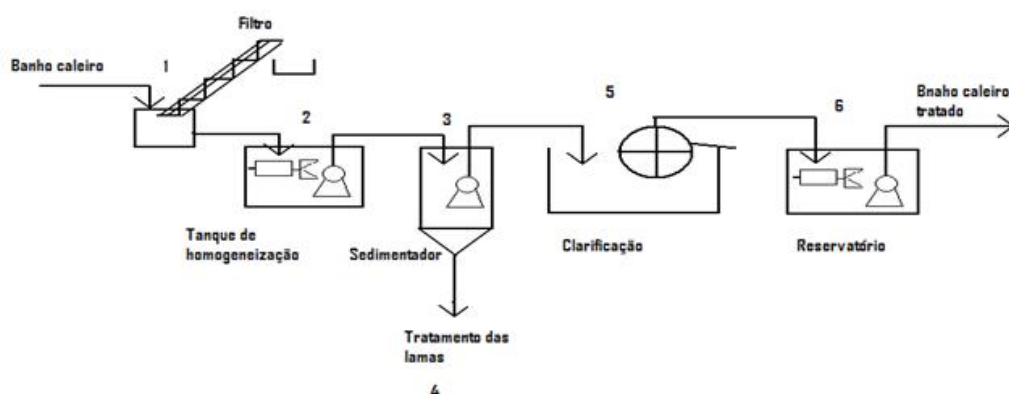 Filtro
Banho caleiro
1
2
3
5
6
Bnaho caleiro
tratado
Tanque de
homogeneização
Sedimentador
Clarificação
Reservatório
Tratamento das
lamas
4